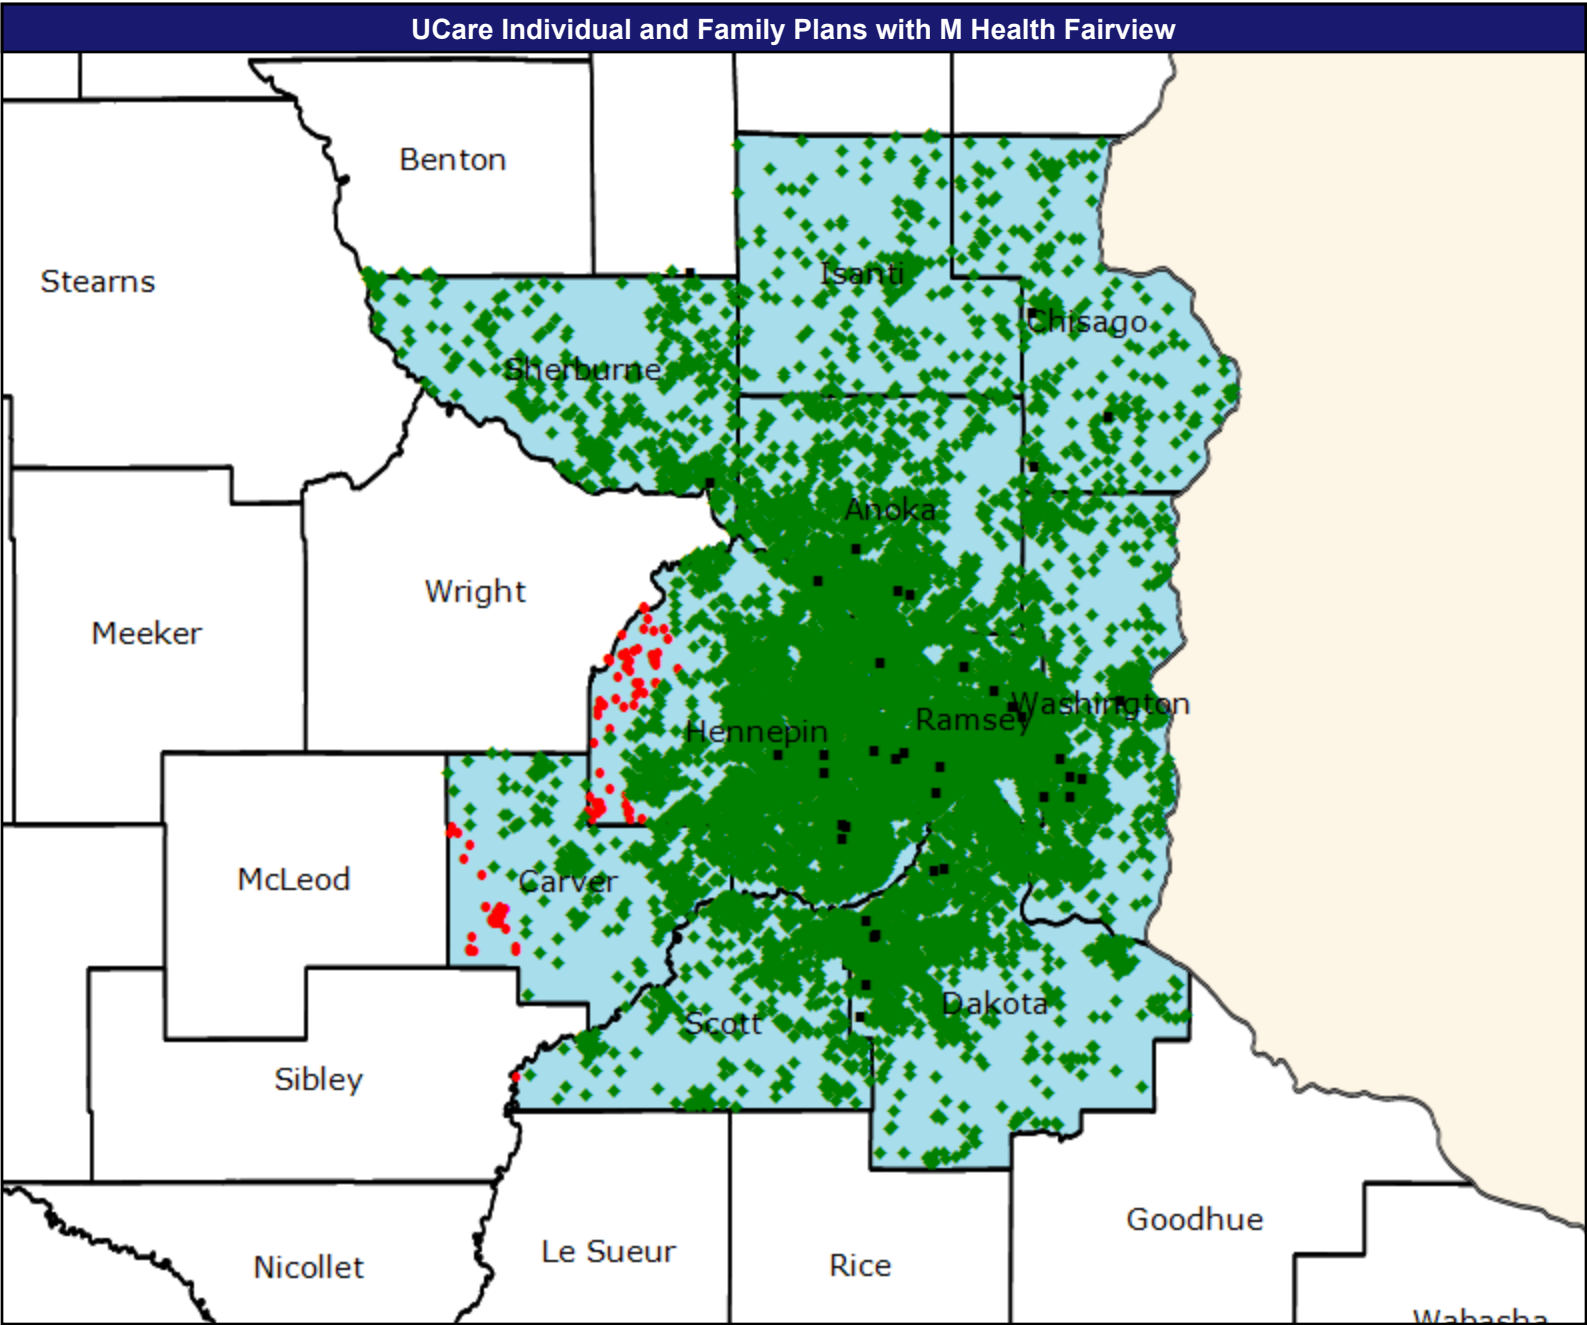 UCare Individual and Family Plans with M Health Fairview
Benton
Stearns
Isanti
Chisago
Sherburne
Anoka
Wright
Meeker
Washington
Ramsey
Hennepin
McLeod
Carver
Dakota
Scott
Sibley
Goodhue
Le Sueur
Rice
Nicollet
Wabasha